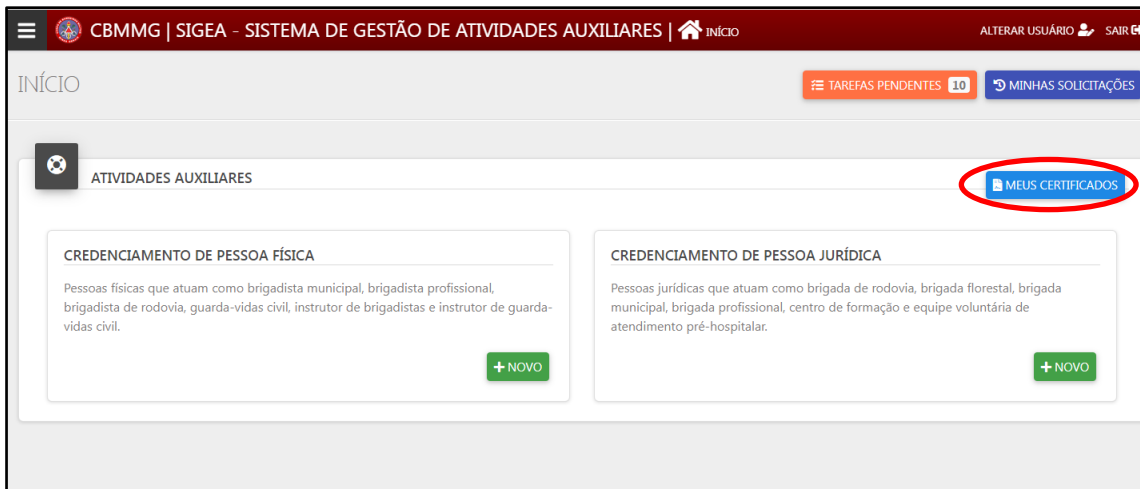 CBMMG | SIGEA - SISTEMA DE GESTÃO DE ATIVIDADES AUXILIARES | INÍCIO
ALTERAR USUÁRIO SAIR
INÍCIO
TAREFAS PENDENTES 10
MINHAS SOLICITAÇÕES
ATIVIDADES AUXILIARES
MEUS CERTIFICADOS
CREDENCIAMENTO DE PESSOA FÍSICA
Pessoas físicas que atuam como brigadista municipal, brigadista profissional,
brigadista de rodovia, guarda-vidas civil, instrutor de brigadistas e instrutor de guarda-
vidas civil.
+ NOVO
CREDENCIAMENTO DE PESSOA JURÍDICA
Pessoas jurídicas que atuam como brigada de rodovia, brigada florestal, brigada
municipal, brigada profissional, centro de formação e equipe voluntária de
atendimento pré-hospitalar.
+ NOVO